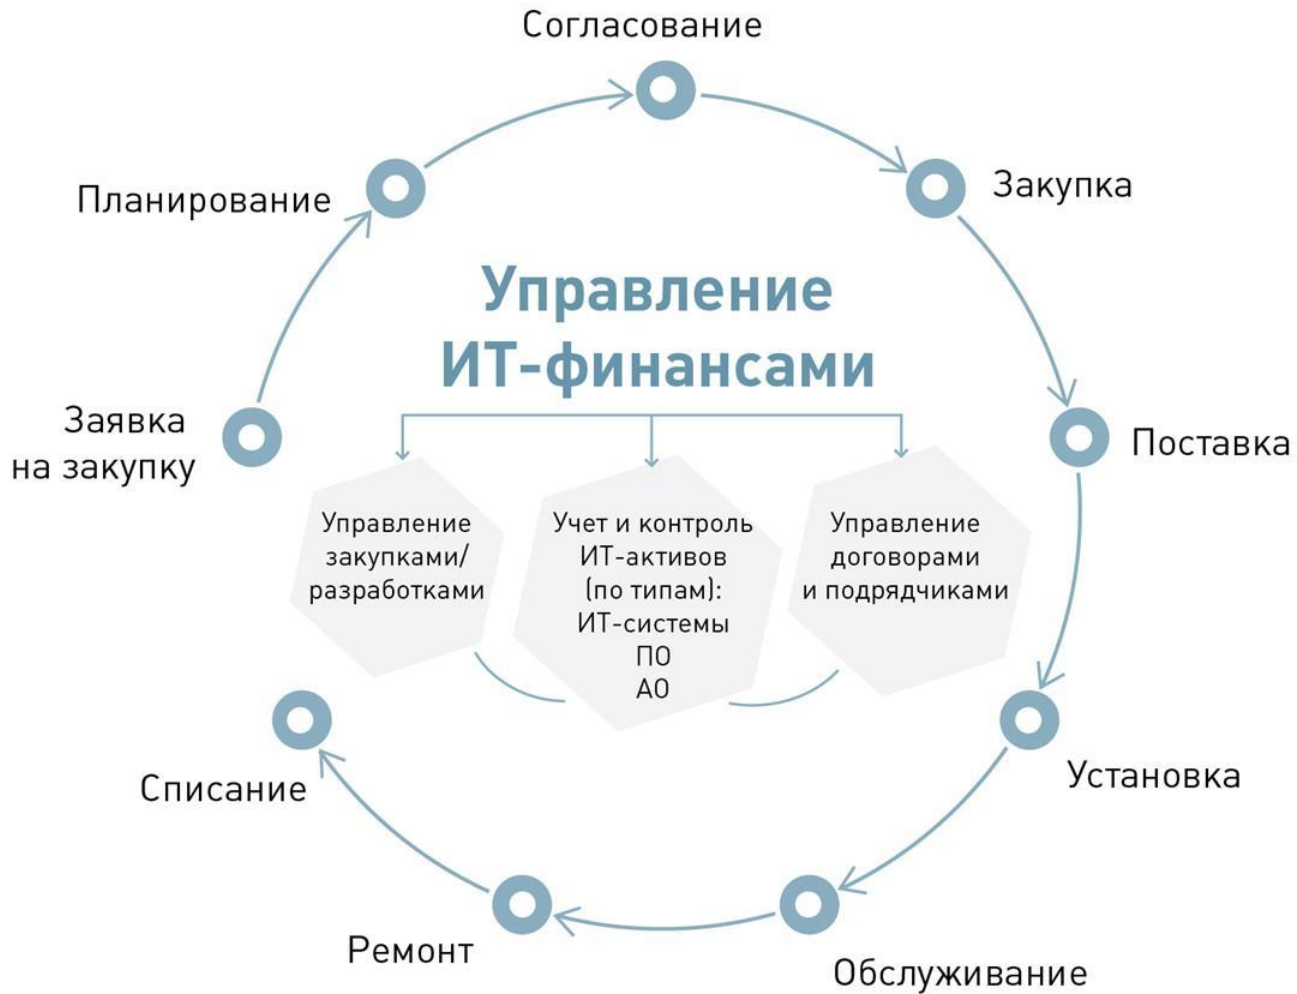 Согласование
Планирование
Закупка
Управление
ИТ-финансами
Заявка
на закупку
Поставка
Управление
закупками/
разработками
Учет и контроль
ИТ-активов
(по типам):
ИТ-системы
ПО
АО
Управление
договорами
и подрядчиками
Списание
Установка
Ремонт
Обслуживание